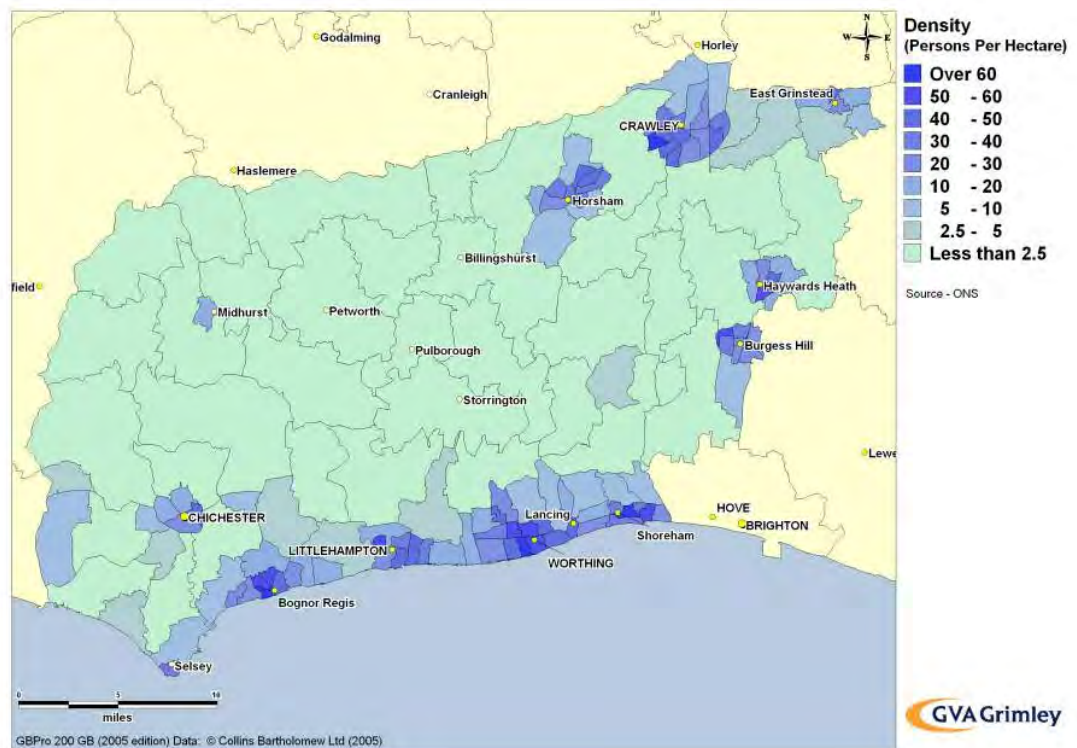 Godalming
Horley
N
W E
S
Cranleigh
East Grinstead
CRAWLEY
Haslemere
Horsham
Billingshurst
field
Haywards Heath
Midhurst
Petworth
Burgess Hill
Pulborough
Storrington
Lewe
CHICHESTER
Lancing
HOVE
BRIGHTON
Shoreham
LITTLEHAMPTON
WORTHING
Bognor Regis
Selsey
0 5 10
miles
GBPro 200 GB (2005 edition) Data: © Collins Bartholomew Ltd (2005)
Density
(Persons Per Hectare)
Over 60
50 - 60
40 - 50
30 - 40
20 - 30
10 - 20
5 - 10
2.5 - 5
Less than 2.5
Source - ONS
GVA Grimley